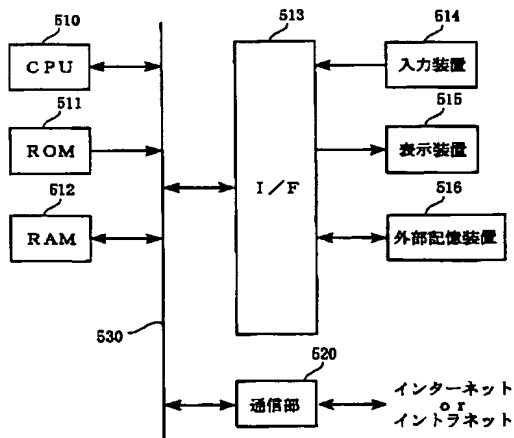 510
CPU
511
ROM
512
RAM
530
513
I/F
514
入力装置
515
表示装置
516
外部記憶装置
520
通信部
インターネット
or
イントラネット